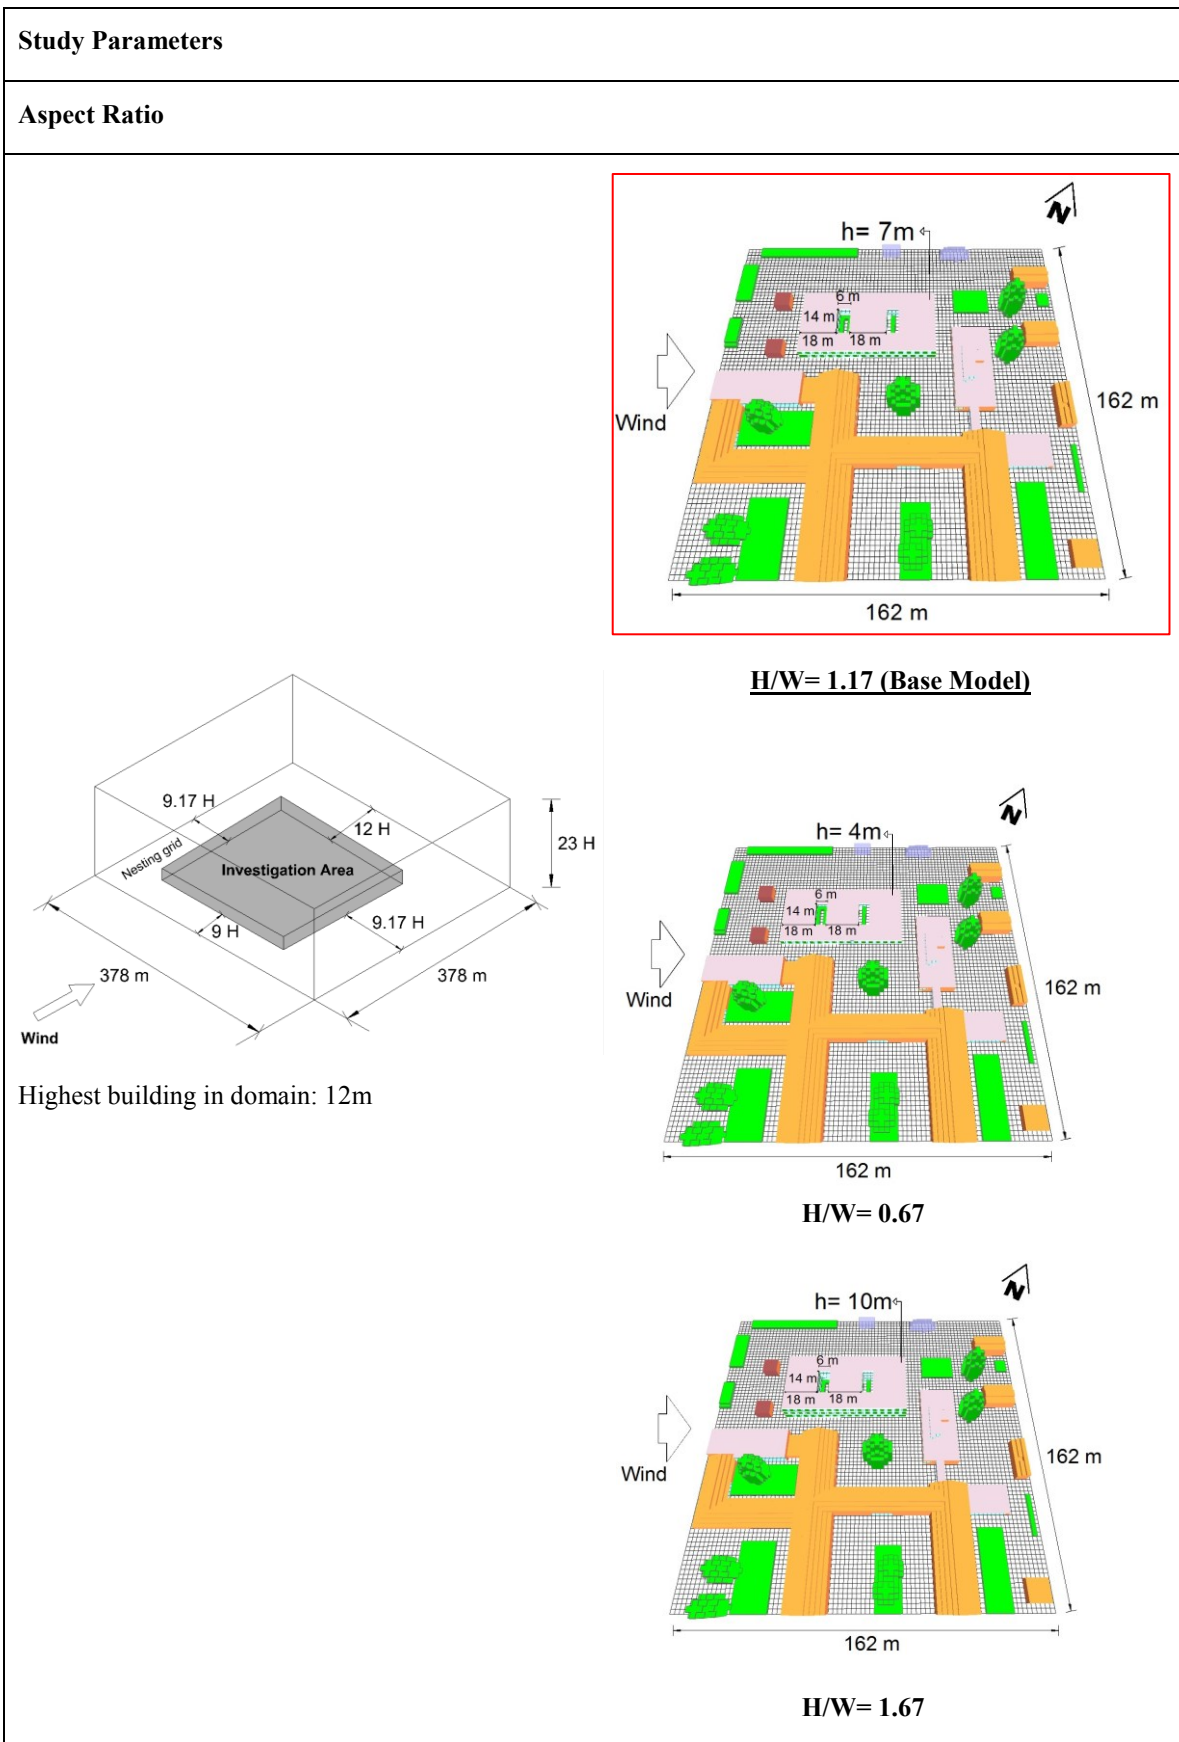 Study Parameters
Aspect Ratio
N
h= 7m
6 m
14 m
18 m 18 m
Wind
162 m
162 m
H/W= 1.17 (Base Model)
9.17 H
12 H
23 H
Nesting grid
Investigation Area
9 H
9.17 H
378 m
378 m
Wind
Highest building in domain: 12m
N
h= 4m
6 m
14 m
18 m 18 m
Wind
162 m
162 m
H/W= 0.67
N
h= 10m
6 m
14 m
18 m 18 m
Wind
162 m
162 m
H/W= 1.67